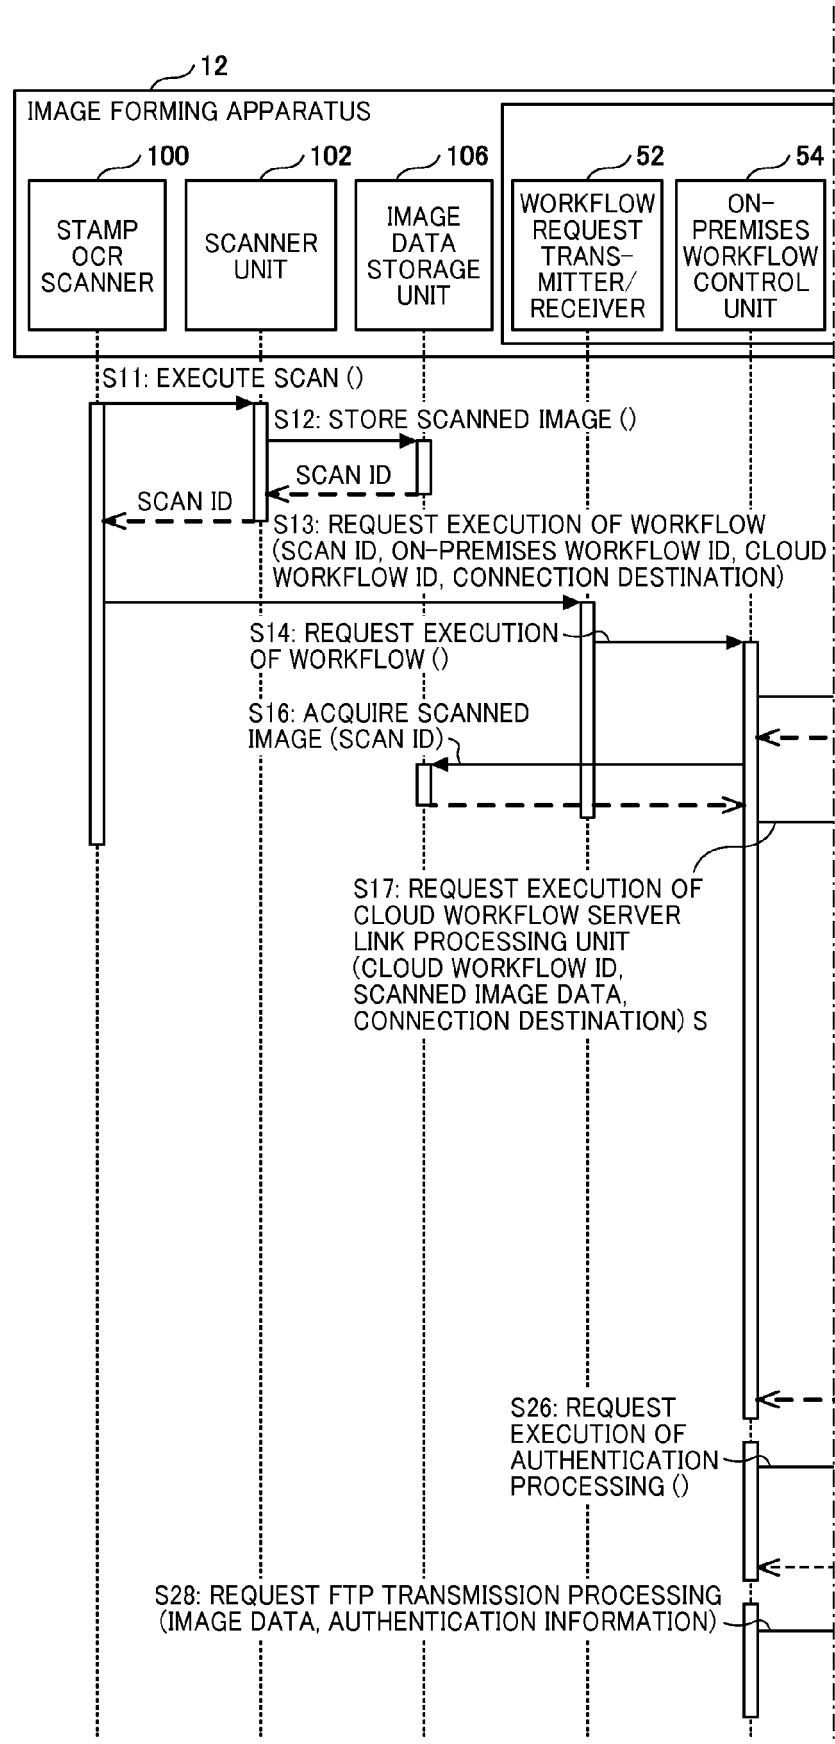 12
IMAGE FORMING APPARATUS
100
102
106
52
54
STAMP
OCR
SCANNER
SCANNER
UNIT
IMAGE
DATA
STORAGE
UNIT
WORKFLOW
REQUEST
TRANS-
MITTER/
RECEIVER
ON-
PREMISES
WORKFLOW
CONTROL
UNIT
S11: EXECUTE SCAN ()
S12: STORE SCANNED IMAGE ()
SCAN ID
SCAN ID
S13: REQUEST EXECUTION OF WORKFLOW
(SCAN ID, ON-PREMISES WORKFLOW ID, CLOUD
WORKFLOW ID, CONNECTION DESTINATION)
S14: REQUEST EXECUTION
OF WORKFLOW ()
S16: ACQUIRE SCANNED
IMAGE (SCAN ID)
S17: REQUEST EXECUTION OF
CLOUD WORKFLOW SERVER
LINK PROCESSING UNIT
(CLOUD WORKFLOW ID,
SCANNED IMAGE DATA,
CONNECTION DESTINATION) S
S26: REQUEST
EXECUTION OF
AUTHENTICATION
PROCESSING ()
S28: REQUEST FTP TRANSMISSION PROCESSING
(IMAGE DATA, AUTHENTICATION INFORMATION)